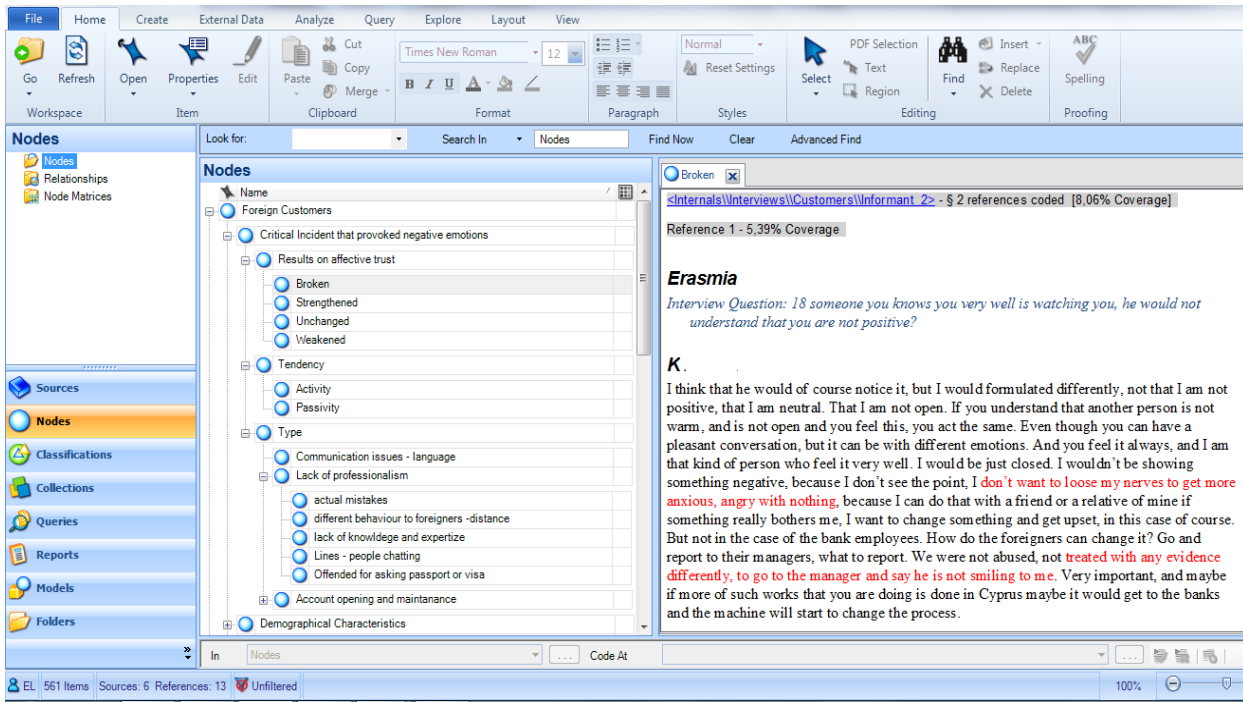 File Home Create External Data Analyze Query Explore Layout View
Go Refresh Open Properties Edit Paste Cut Copy Merge Times New Roman 12 Normal Reset Settings Select PDF Selection Text Region Find Insert Replace Delete ABC Spelling
B I U A
Workspace Item Clipboard Format Paragraph Styles Editing Proofing
Nodes
Nodes
Relationships
Node Matrices
Sources
Nodes
Classifications
Collections
Queries
Reports
Models
Folders
Look for: Search In Nodes Find Now Clear Advanced Find
Nodes
Name
Foreign Customers
Critical Incident that provoked negative emotions
Results on affective trust
Broken
Strengthened
Unchanged
Weakened
Tendency
Activity
Passivity
Type
Communication issues - language
Lack of professionalism
actual mistakes
different behaviour to foreigners -distance
lack of knowldege and expertize
Lines - people chatting
Offended for asking passport or visa
Account opening and maintanance
Demographical Characteristics
Broken
<Internals\\Interviews\\Customers\\Informant_2> - § 2 references coded [8,06% Coverage]
Reference 1 - 5,39% Coverage
Erasmia
Interview Question: 18 someone you knows you very well is watching you, he would not
understand that you are not positive?
K .
I think that he would of course notice it, but I would formulated differently, not that I am not
positive, that I am neutral. That I am not open. If you understand that another person is not
warm, and is not open and you feel this, you act the same. Even though you can have a
pleasant conversation, but it can be with different emotions. And you feel it always, and I am
that kind of person who feel it very well. I would be just closed. I wouldn't be showing
something negative, because I don't see the point, I don't want to loose my nerves to get more
anxious, angry with nothing, because I can do that with a friend or a relative of mine if
something really bothers me, I want to change something and get upset, in this case of course.
But not in the case of the bank employees. How do the foreigners can change it? Go and
report to their managers, what to report. We were not abused, not treated with any evidence
differently, to go to the manager and say he is not smiling to me. Very important, and maybe
if more of such works that you are doing is done in Cyprus maybe it would get to the banks
and the machine will start to change the process.
In Nodes ... Code At ...
EL 561 Items Sources: 6 References: 13 Unfiltered 100%